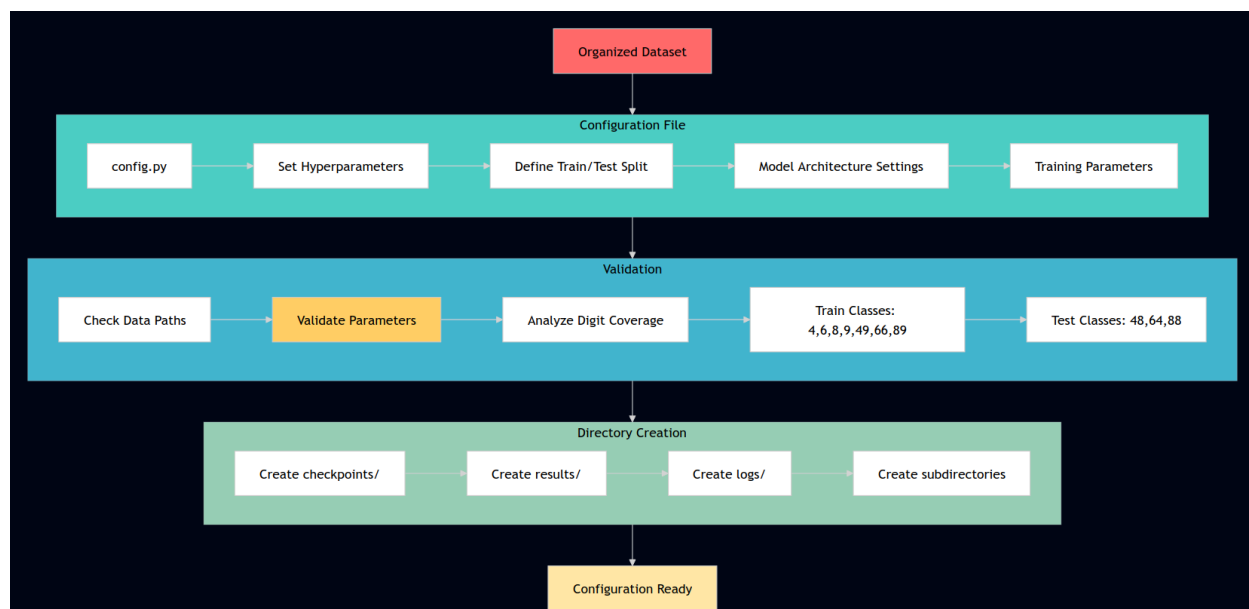 Organized Dataset
Configuration File
config.py
Set Hyperparameters
Define Train/Test Split
Model Architecture Settings
Training Parameters
Validation
Check Data Paths
Validate Parameters
Analyze Digit Coverage
Train Classes:
4,6,8,9,49,66,89
Test Classes: 48,64,88
Directory Creation
Create checkpoints/
Create results/
Create logs/
Create subdirectories
Configuration Ready